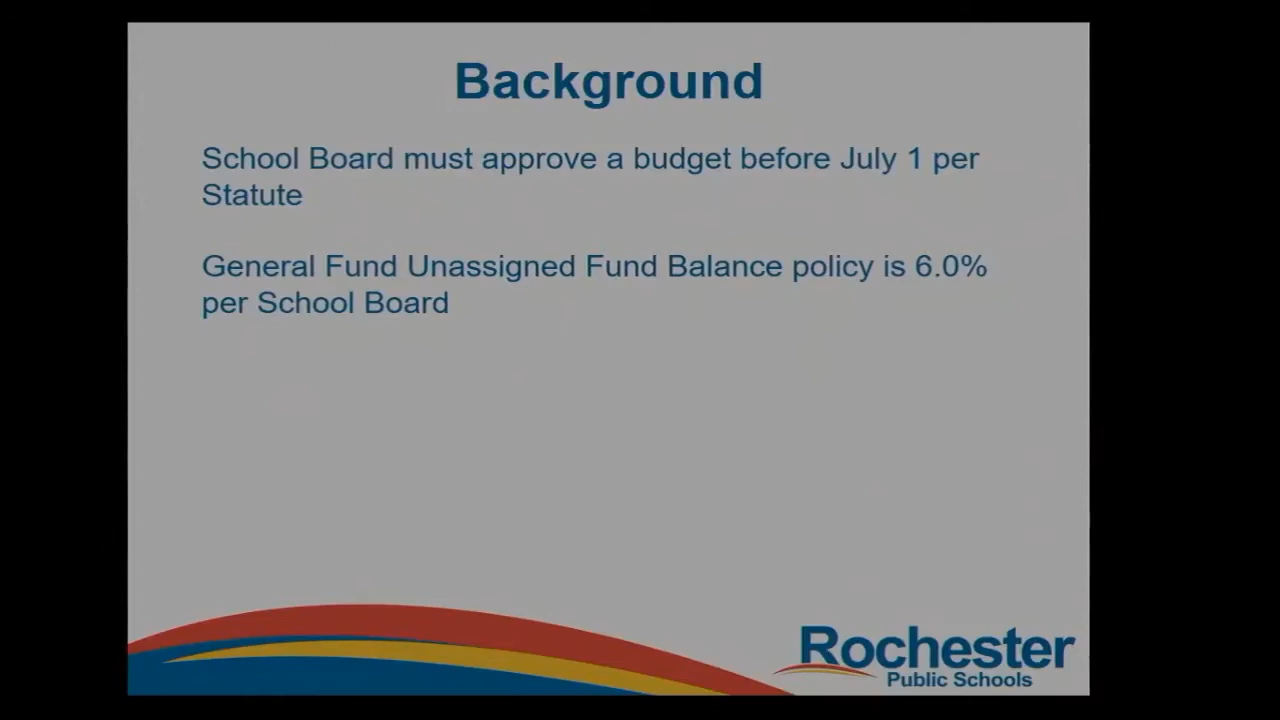 Background
School Board must approve a budget before July 1 per
Statute
General Fund Unassigned Fund Balance policy is 6.0%
per School Board
Rochester
Public Schools